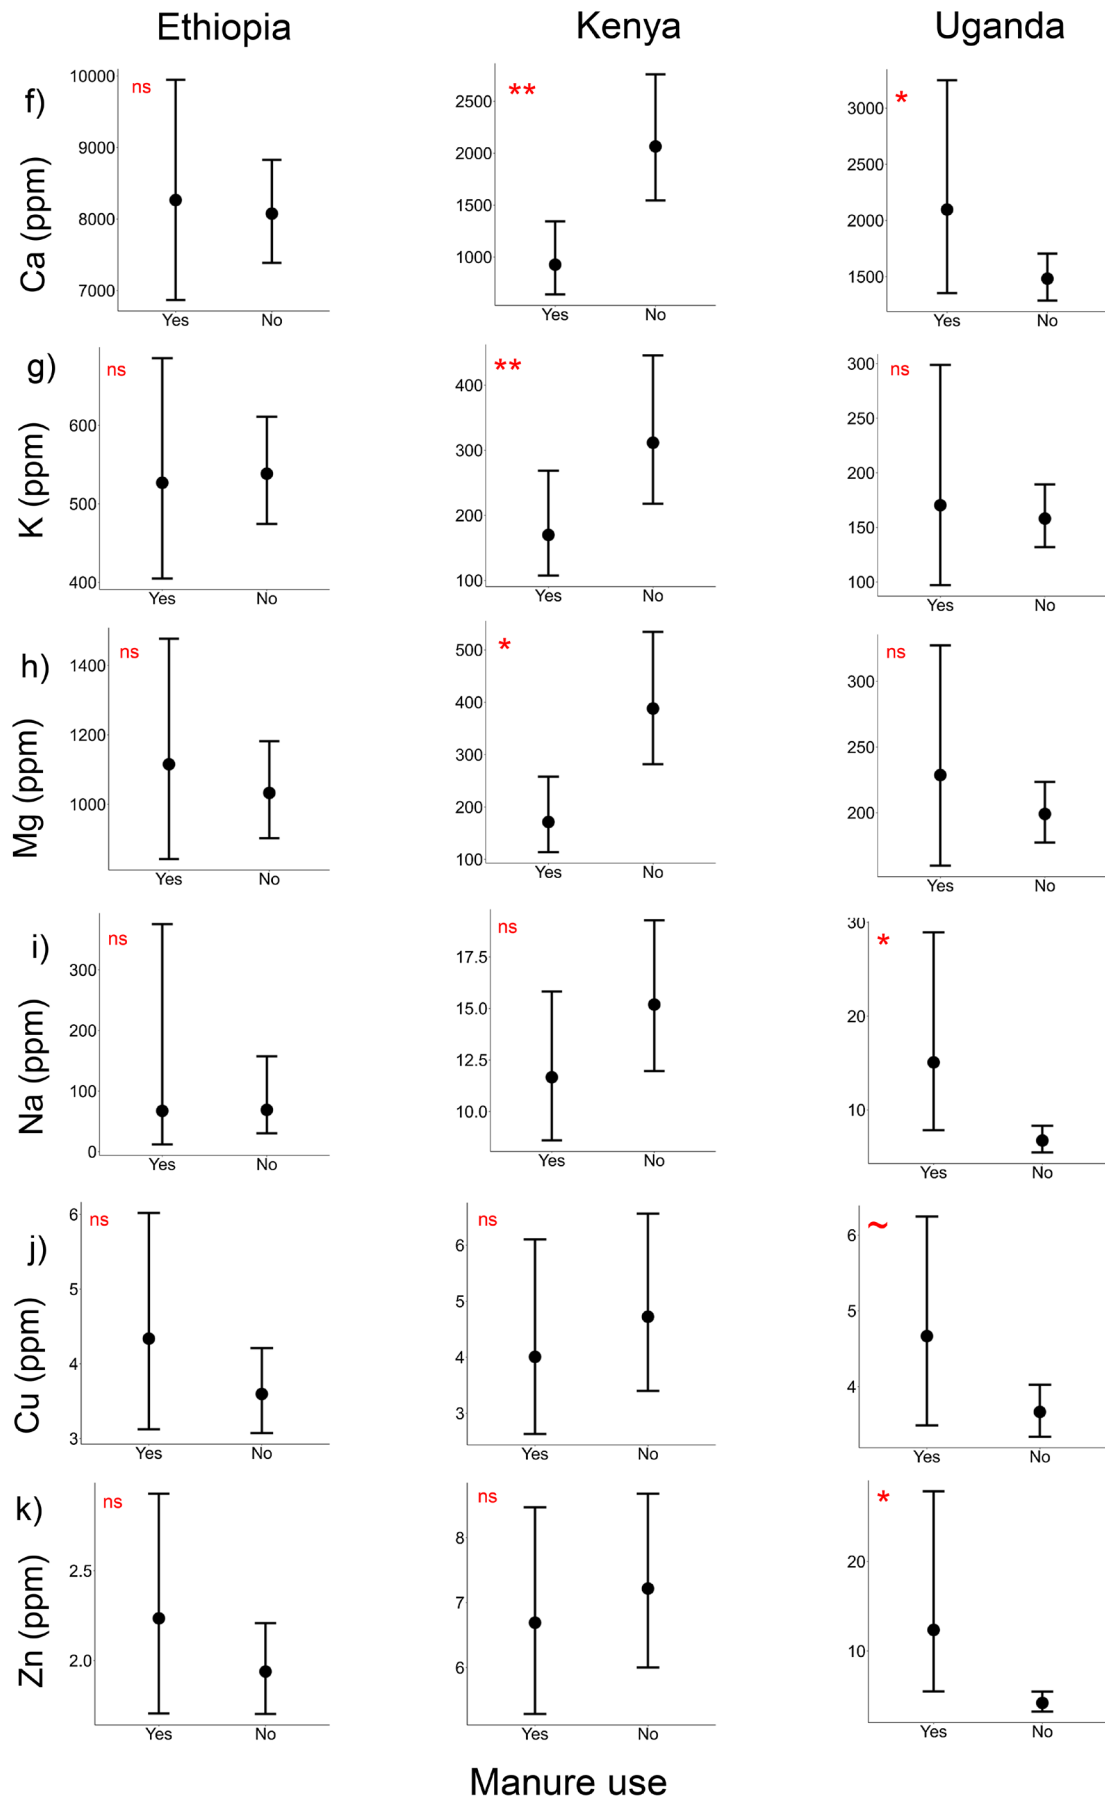 Ethiopia Kenya Uganda
f)
Ca (ppm)
ns
10000
9000
8000
7000
Yes No
**
2500
2000
1500
1000
Yes No
*
3000
2500
2000
1500
Yes No
g)
K (ppm)
ns
600
500
400
Yes No
**
400
300
200
100
Yes No
ns
300
250
200
150
100
Yes No
h)
Mg (ppm)
ns
1400
1200
1000
Yes No
*
500
400
300
200
100
Yes No
ns
300
250
200
Yes No
i)
Na (ppm)
ns
300
200
100
0
Yes No
ns
17.5
15.0
12.5
10.0
Yes No
*
30
20
10
Yes No
j)
Cu (ppm)
ns
6
5
4
3
Yes No
ns
6
5
4
3
Yes No
~
6
5
4
Yes No
k)
Zn (ppm)
ns
2.5
2.0
Yes No
ns
8
7
6
Yes No
*
20
10
Yes No
Manure use